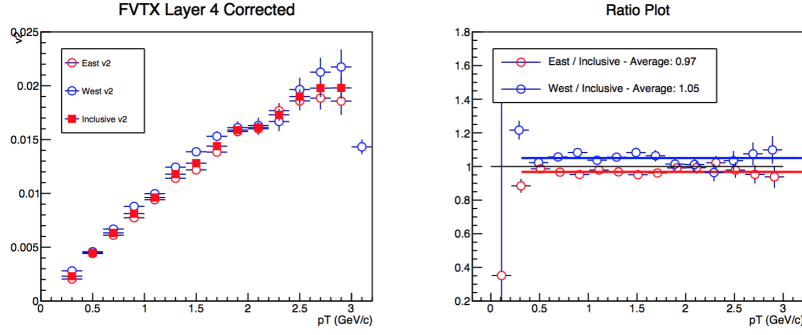 FVTX Layer 4 Corrected
v2
0.025
0.02
0.015
0.01
0.005
0
East v2
West v2
Inclusive v2
0 0.5 1 1.5 2 2.5 3
pT (GeV/c)
Ratio Plot
1.8
1.6
1.4
1.2
1
0.8
0.6
0.4
0.2
East / Inclusive - Average: 0.97
West / Inclusive - Average: 1.05
0 0.5 1 1.5 2 2.5 3
pT (GeV/c)